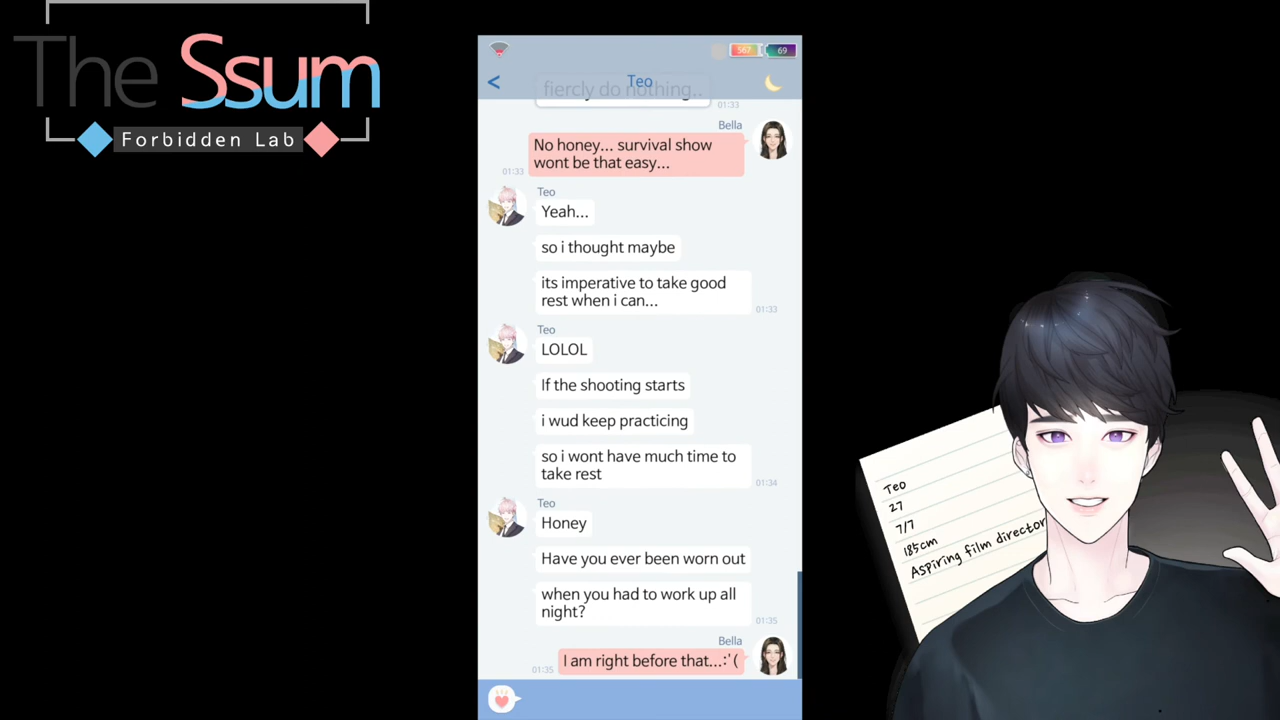 The Ssum
Forbidden Lab
567
69
<
Teo
fiercly do nothing..
01:33
Bella
No honey... survival show
wont be that easy...
01:33
Teo
Yeah...
so i thought maybe
its imperative to take good
rest when i can...
01:33
Teo
LOLOL
If the shooting starts
i wud keep practicing
so i wont have much time to
take rest
01:34
Teo
Honey
Have you ever been worn out
when you had to work up all
night?
01:35
Bella
I am right before that...:'(
01:35
Teo
27
7/7
185cm
Aspiring film director